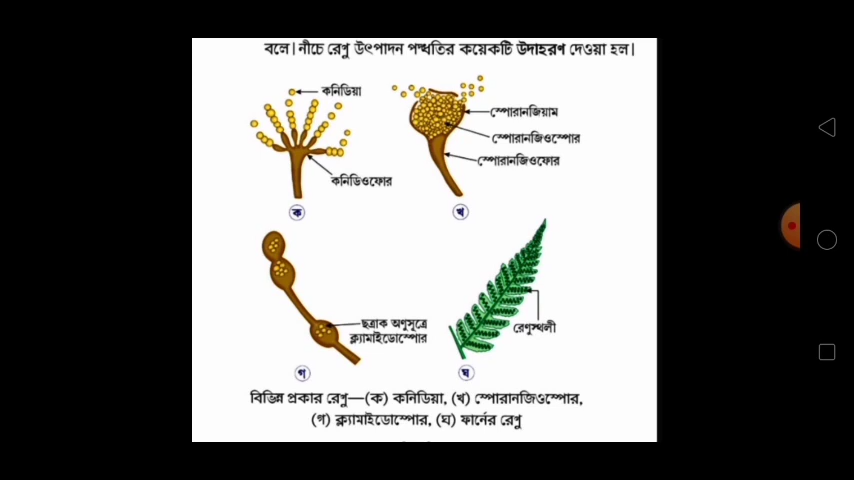 বলে। নীচে রেণু উৎপাদন পদ্ধতির কয়েকটি উদাহরণ দেওয়া হল।
কনিডিয়া
কনিডিওফোর
ক
স্পোরানজিয়াম
স্পোরানজিওস্পোর
স্পোরানজিওফোর
খ
ছত্রাক অণুসূত্রে
ক্ল্যামাইডোস্পোর
গ
রেণুস্থলী
ঘ
বিভিন্ন প্রকার রেণু—(ক) কনিডিয়া, (খ) স্পোরানজিওস্পোর,
(গ) ক্ল্যামাইডোস্পোর, (ঘ) ফার্নের রেণু